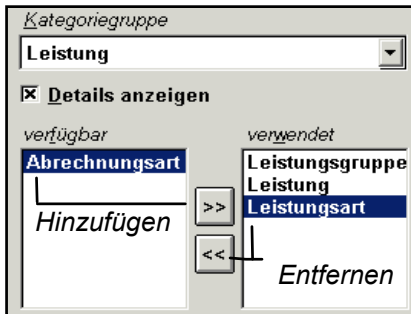 Kategoriegruppe
Leistung
Details anzeigen
verfügbar
verwendet
Abrechnungsart
Leistungsgruppe
Leistung
Leistungsart
>>
Hinzufügen
<<
Entfernen